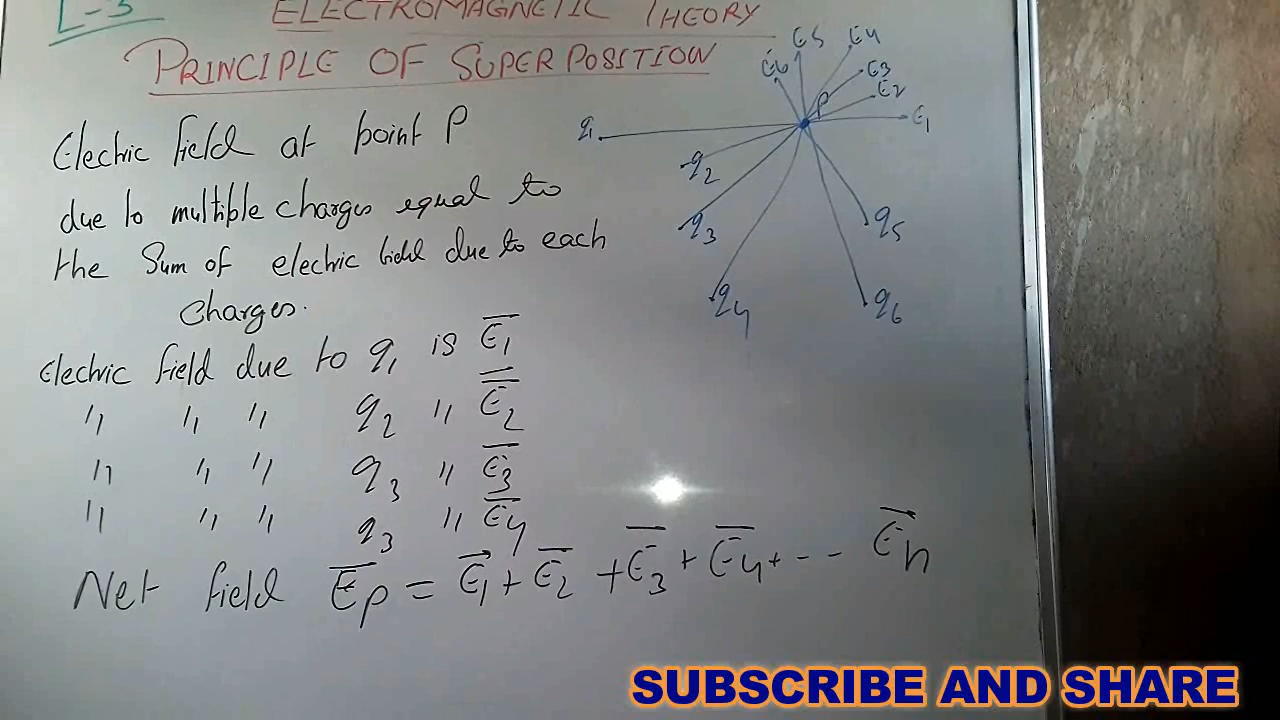 L-3
ELECTROMAGNETIC THEORY
PRINCIPLE OF SUPERPOSITION
Electric field at point P
due to multiple charges equal to
the Sum of electric field due to each
Charges.
Electric field due to q1 is E1
" " " q2 " E2
" " " q3 " E3
" " " q3 " E4
Net field Ep = E1 + E2 + E3 + E4 + -- En
E6 E5 E4
E3
E2
E1
P
q1
q2
q3
q4
q5
q6
SUBSCRIBE AND SHARE